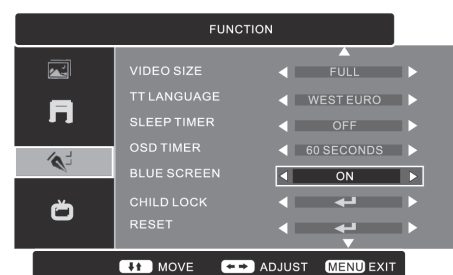 FUNCTION
VIDEO SIZE FULL
TT LANGUAGE WEST EURO
SLEEP TIMER OFF
OSD TIMER 60 SECONDS
BLUE SCREEN ON
CHILD LOCK
RESET
MOVE ADJUST MENU EXIT